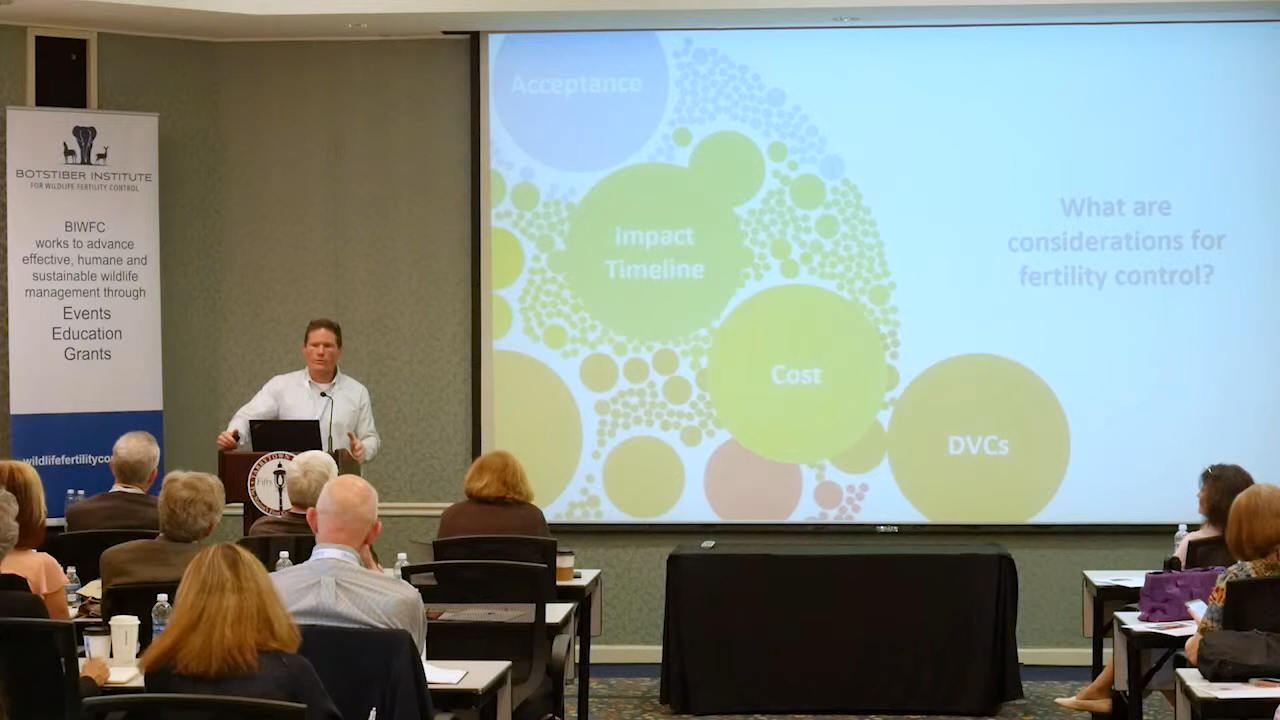 BOTSTIBER INSTITUTE
FOR WILDLIFE FERTILITY CONTROL
BIWFC
works to advance
effective, humane and
sustainable wildlife
management through
Events
Education
Grants
Acceptance
Impact
Timeline
Cost
DVCs
What are
considerations for
fertility control?
TARRYTOWN